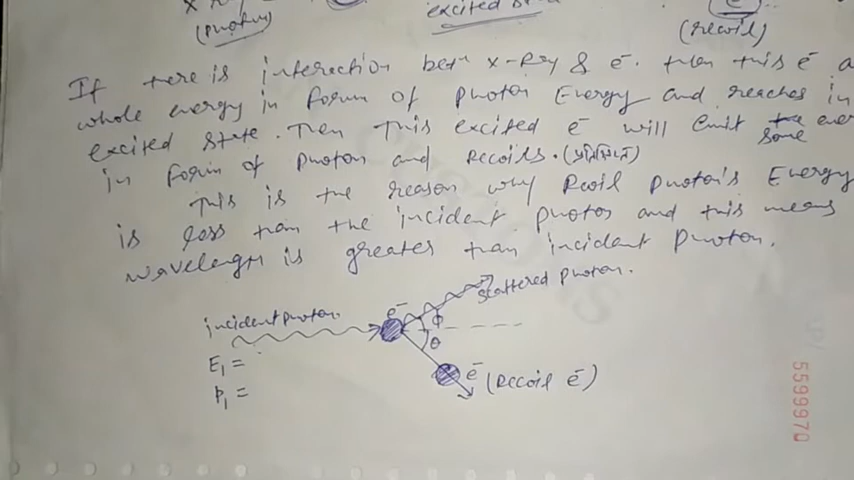 (photon)
excited
e⁻
(recoil)
If there is interaction betⁿ X-Ray & e⁻. then this e⁻ a
whole energy in form of photon Energy and reaches in
excited state. Then this excited e⁻ will emit some ener
in form of photon and Recoils.
This is the reason why Recoil photon's Energy
is less than the incident photon and this means
wavelength is greater than incident photon.
scattered photon.
incident photon
e⁻
ϕ
θ
E₁ =
e⁻ (Recoil e⁻)
P₁ =
5599970